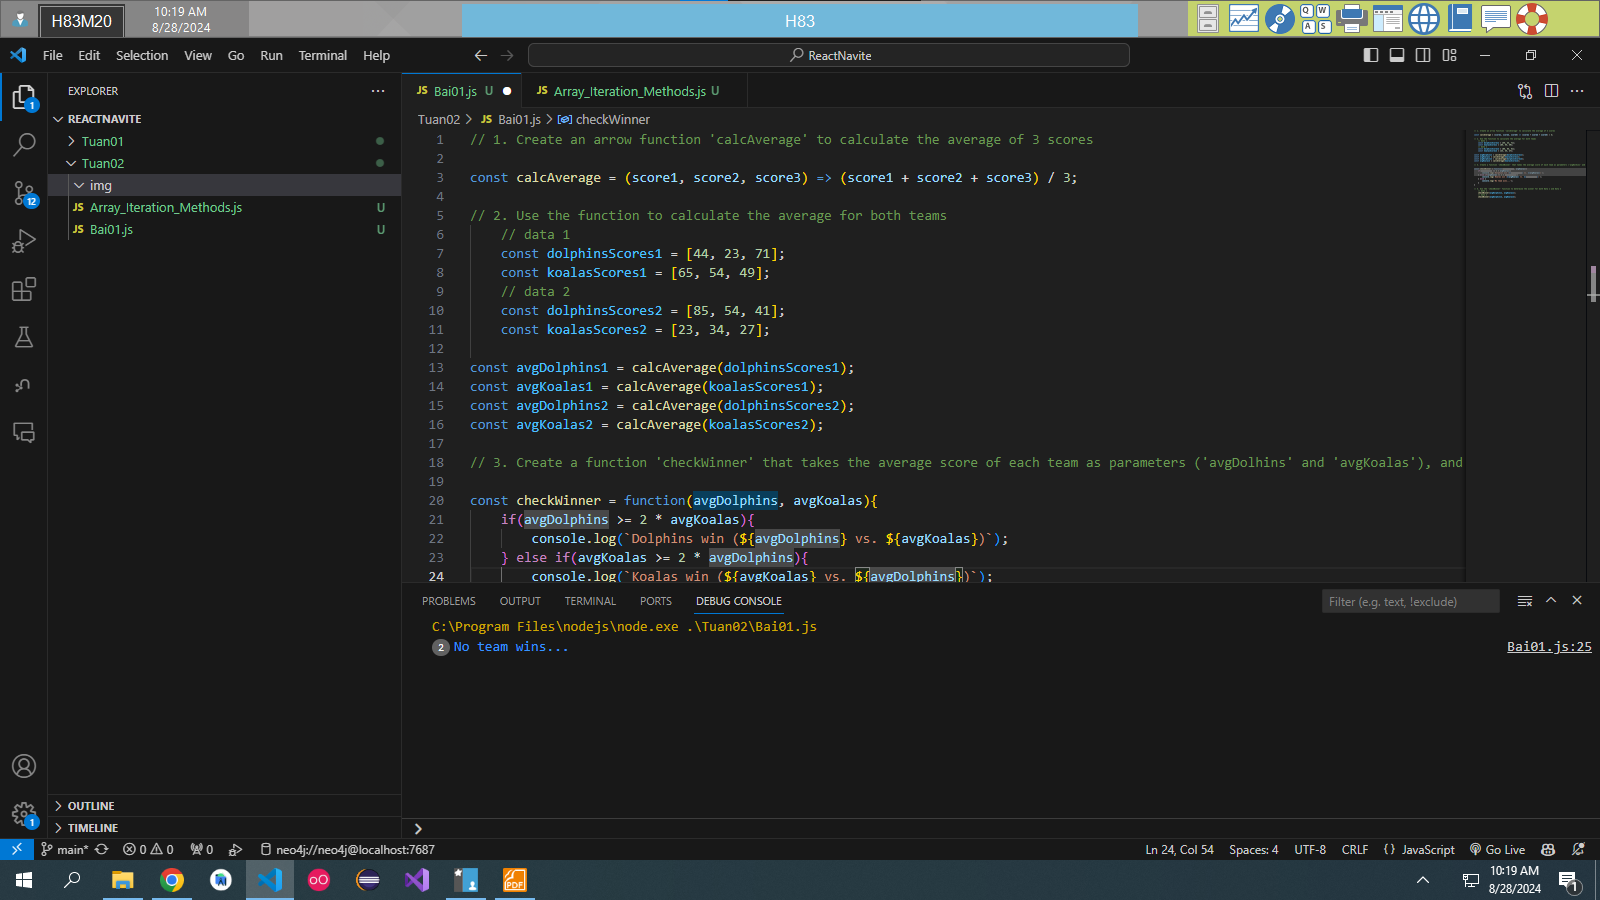 H83M20
10:19 AM
8/28/2024
H83
Q W
A S
File Edit Selection View Go Run Terminal Help
ReactNavite
EXPLORER
REACTNAVITE
Tuan01
Tuan02
img
JS Array_Iteration_Methods.js U
JS Bai01.js U
OUTLINE
TIMELINE
1
12
1
JS Bai01.js U
JS Array_Iteration_Methods.js U
Tuan02 > JS Bai01.js > checkWinner
1 // 1. Create an arrow function 'calcAverage' to calculate the average of 3 scores
2
3 const calcAverage = (score1, score2, score3) => (score1 + score2 + score3) / 3;
4
5 // 2. Use the function to calculate the average for both teams
6 // data 1
7 const dolphinsScores1 = [44, 23, 71];
8 const koalasScores1 = [65, 54, 49];
9 // data 2
10 const dolphinsScores2 = [85, 54, 41];
11 const koalasScores2 = [23, 34, 27];
12
13 const avgDolphins1 = calcAverage(dolphinsScores1);
14 const avgKoalas1 = calcAverage(koalasScores1);
15 const avgDolphins2 = calcAverage(dolphinsScores2);
16 const avgKoalas2 = calcAverage(koalasScores2);
17
18 // 3. Create a function 'checkWinner' that takes the average score of each team as parameters ('avgDolhins' and 'avgKoalas'), and
19
20 const checkWinner = function(avgDolphins, avgKoalas){
21 if(avgDolphins >= 2 * avgKoalas){
22 console.log(`Dolphins win (${avgDolphins} vs. ${avgKoalas})`);
23 } else if(avgKoalas >= 2 * avgDolphins){
24 console.log(`Koalas win (${avgKoalas} vs. ${avgDolphins})`);
PROBLEMS OUTPUT TERMINAL PORTS DEBUG CONSOLE
Filter (e.g. text, !exclude)
C:\Program Files\nodejs\node.exe .\Tuan02\Bai01.js
2 No team wins... Bai01.js:25
main* 0 0 0 neo4j://neo4j@localhost:7687
Ln 24, Col 54 Spaces: 4 UTF-8 CRLF {} JavaScript Go Live
PDF
10:19 AM
8/28/2024
1